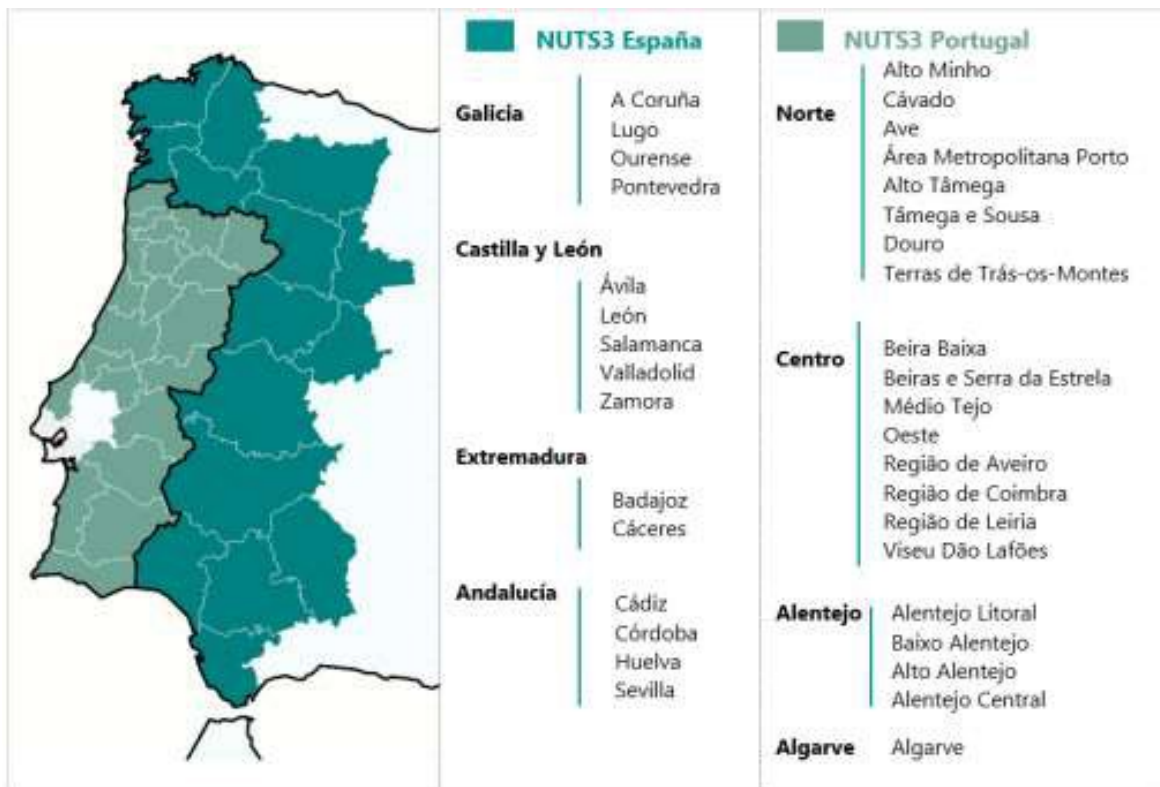 NUTS3 España
Galicia
A Coruña
Lugo
Ourense
Pontevedra
Castilla y León
Ávila
León
Salamanca
Valladolid
Zamora
Extremadura
Badajoz
Cáceres
Andalucía
Cádiz
Córdoba
Huelva
Sevilla
NUTS3 Portugal
Norte
Alto Minho
Cávado
Ave
Área Metropolitana Porto
Alto Tâmega
Tâmega e Sousa
Douro
Terras de Trás-os-Montes
Centro
Beira Baixa
Beiras e Serra da Estrela
Médio Tejo
Oeste
Região de Aveiro
Região de Coimbra
Região de Leiria
Viseu Dão Lafões
Alentejo
Alentejo Litoral
Baixo Alentejo
Alto Alentejo
Alentejo Central
Algarve
Algarve